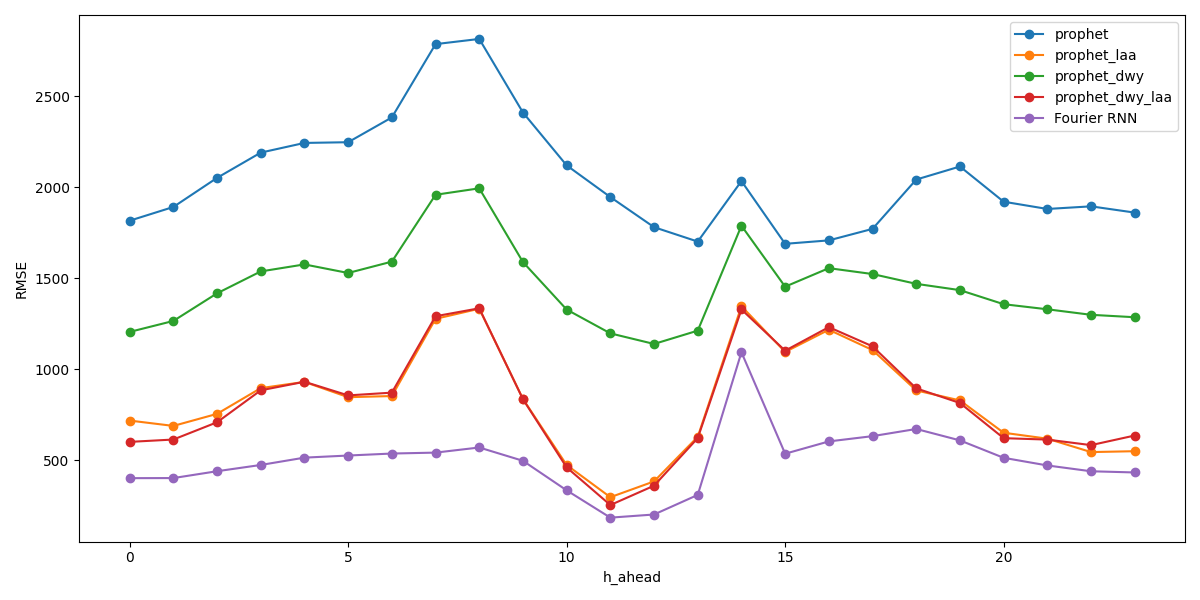 prophet
prophet_laa
prophet_dwy
prophet_dwy_laa
Fourier RNN
2500
2000
1500
1000
500
RMSE
0 5 10 15 20
h_ahead